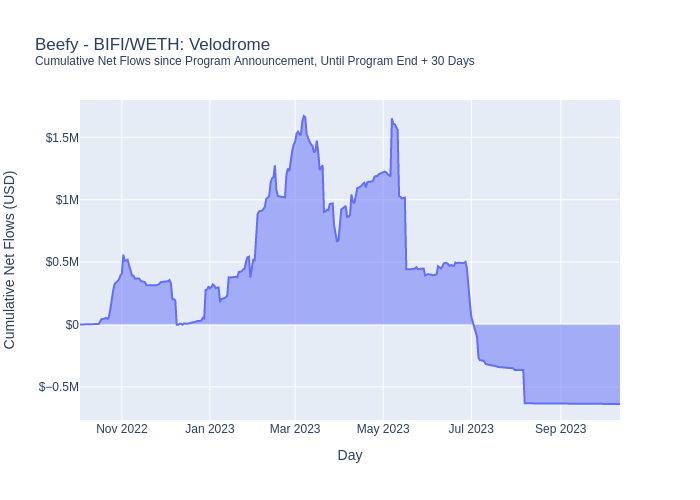 Beefy - BIFI/WETH: Velodrome
Cumulative Net Flows since Program Announcement, Until Program End + 30 Days
Cumulative Net Flows (USD)
$1.5M
$1M
$0.5M
$0
$−0.5M
Nov 2022
Jan 2023
Mar 2023
May 2023
Jul 2023
Sep 2023
Day